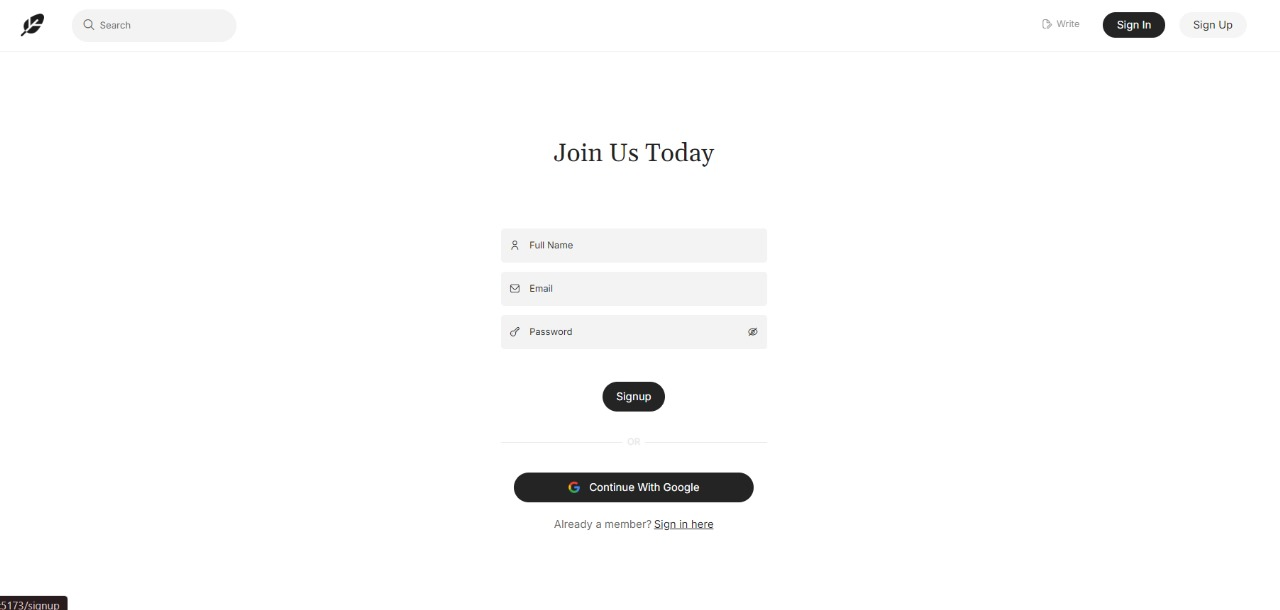 Search
Write
Sign In
Sign Up
Join Us Today
Full Name
Email
Password
Signup
OR
Continue With Google
Already a member? Sign in here
:5173/signup